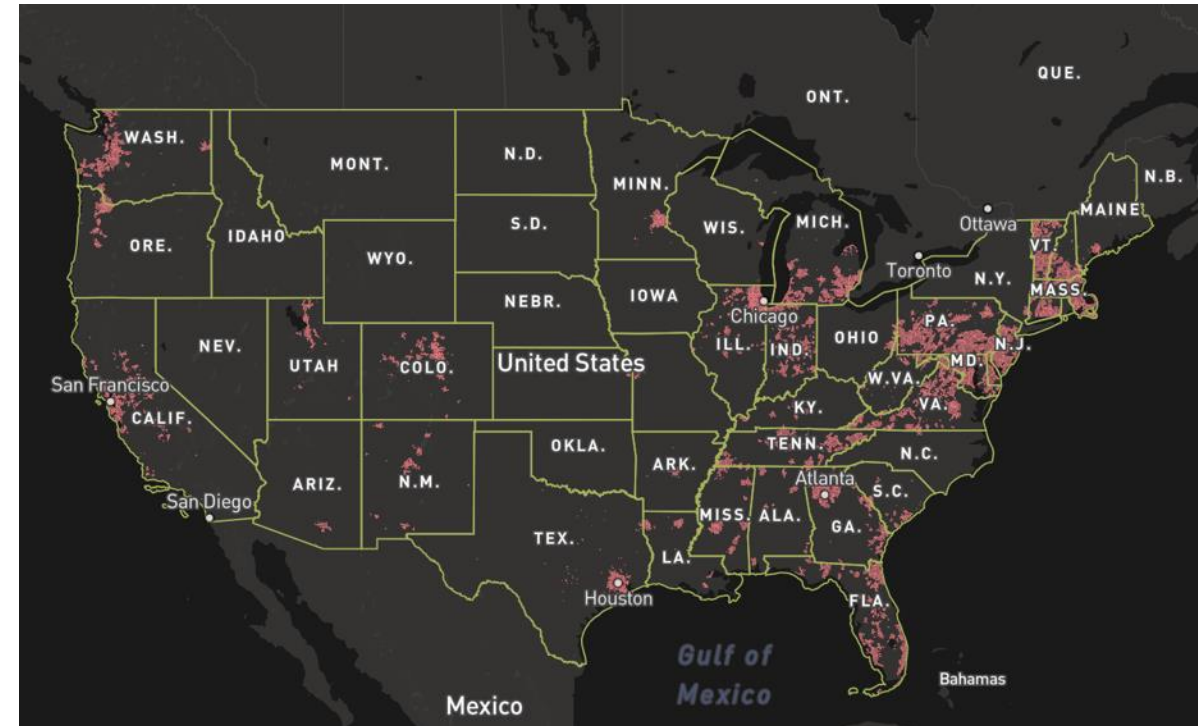 QUE.
ONT.
WASH.
MONT.
N.D.
MINN.
N.B.
MAINE
Ottawa
ORE.
IDAHO
S.D.
WIS.
MICH.
VT.
WYO.
Toronto
N.Y.
MASS.
NEBR.
IOWA
Chicago
PA.
NEV.
UTAH
COLO.
United States
ILL.
IND.
OHIO
N.J.
MD.
San Francisco
W.VA.
CALIF.
KY.
VA.
OKLA.
TENN.
N.C.
ARIZ.
N.M.
ARK.
Atlanta
S.C.
San Diego
MISS.
ALA.
GA.
TEX.
LA.
Houston
FLA.
Gulf of
Mexico
Bahamas
Mexico